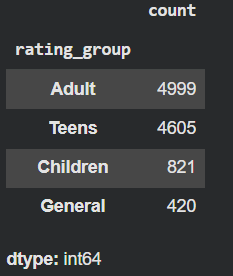 count
rating_group
Adult 4999
Teens 4605
Children 821
General 420
dtype: int64